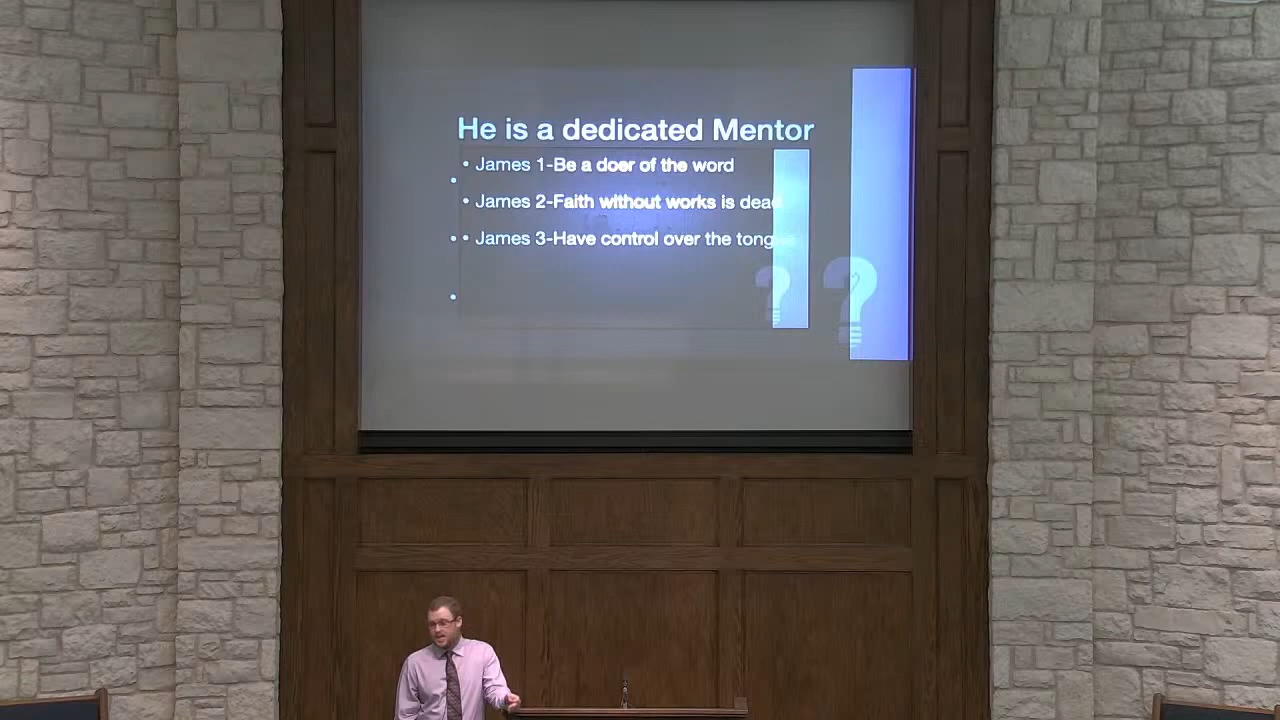 He is a dedicated Mentor
• James 1-Be a doer of the word
• James 2-Faith without works is dead
• James 3-Have control over the tongue